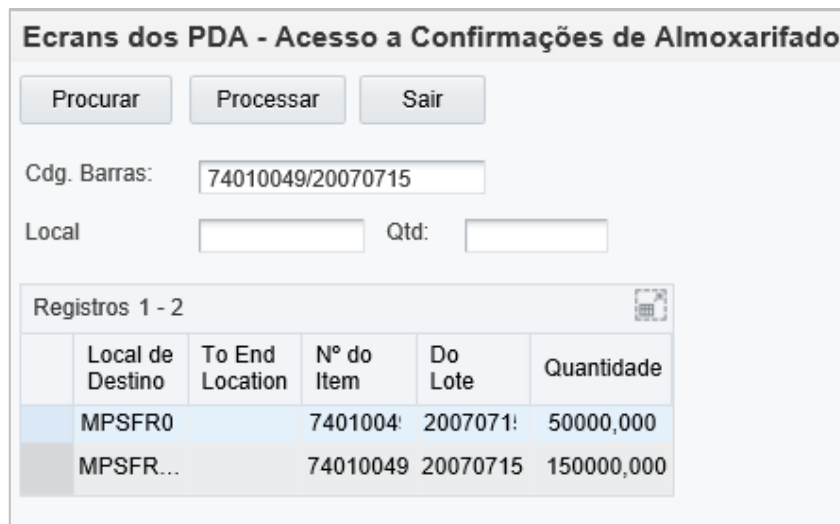 Ecrans dos PDA - Acesso a Confirmações de Almoxarifado
Procurar Processar Sair
Cdg. Barras: 74010049/20070715
Local Qtd:
Registros 1 - 2
Local de Destino To End Location Nº do Item Do Lote Quantidade
MPSFR0 7401004 2007071 50000,000
MPSFR... 74010049 20070715 150000,000